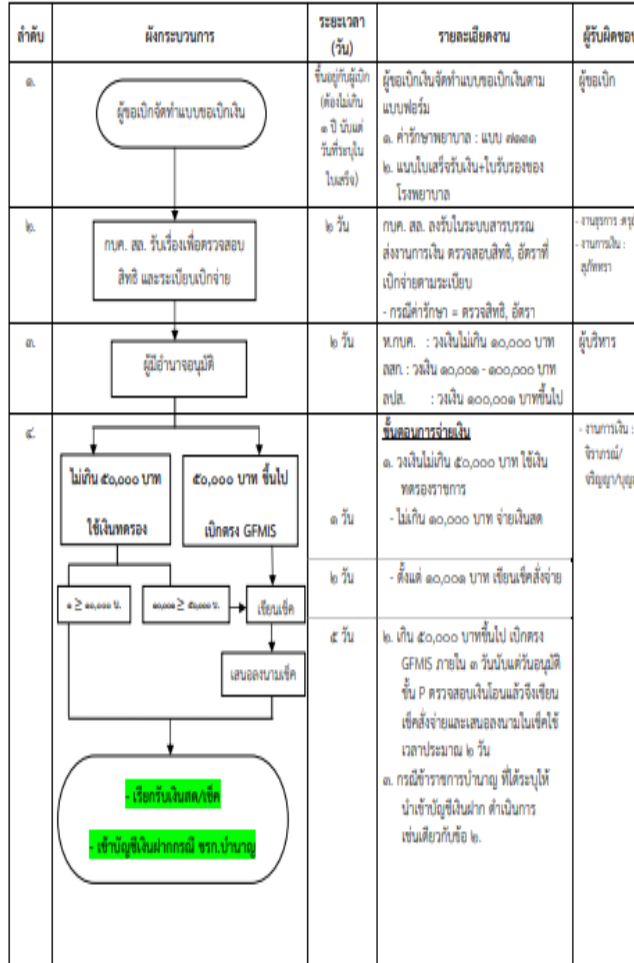 ลำดับ
ผังกระบวนการ
ระยะเวลา
(วัน)
รายละเอียดงาน
ผู้รับผิดชอบ
๑.
ผู้ขอเบิกจัดทำแบบขอเบิกเงิน
ขึ้นอยู่กับผู้เบิก
(ต้องไม่เกิน
๑ ปี นับแต่
วันที่ระบุใน
ใบเสร็จ)
ผู้ขอเบิกเงินจัดทำแบบขอเบิกเงินตาม
แบบฟอร์ม
๑. ค่ารักษาพยาบาล : แบบ ๗๑๓๑
๒. แนบใบเสร็จรับเงิน+ใบรับรองของ
โรงพยาบาล
ผู้ขอเบิก
๒.
กบค. สล. รับเรื่องเพื่อตรวจสอบ
สิทธิ และระเบียบเบิกจ่าย
๒ วัน
กบค. สล. ลงรับในระบบสารบรรณ
ส่งงานการเงิน ตรวจสอบสิทธิ, อัตราที่
เบิกจ่ายตามระเบียบ
- กรณีค่ารักษา = ตรวจสิทธิ, อัตรา
- งานธุรการ :
- งานการเงิน :
สุภัททรา
๓.
ผู้มีอำนาจอนุมัติ
๒ วัน
ห.กบค. : วงเงินไม่เกิน ๑๐,๐๐๐ บาท
ลสก. : วงเงิน ๑๐,๐๐๑ - ๑๐๐,๐๐๐ บาท
ลปส. : วงเงิน ๑๐๐,๐๐๑ บาทขึ้นไป
ผู้บริหาร
๔.
ไม่เกิน ๕๐,๐๐๐ บาท
ใช้เงินทดรอง
๕๐,๐๐๐ บาท ขึ้นไป
เบิกตรง GFMIS
๑ ≥ ๑๐,๐๐๐ บ.
๑๐,๐๐๑ ≥ ๕๐,๐๐๐ บ.
เขียนเช็ค
เสนอลงนามเช็ค
- เรียกรับเงินสด/เช็ค
- เข้าบัญชีเงินฝากกรณี ขรก.บำนาญ
๑ วัน
๒ วัน
๕ วัน
ขั้นตอนการจ่ายเงิน
๑. วงเงินไม่เกิน ๕๐,๐๐๐ บาท ใช้เงิน
ทดรองราชการ
- ไม่เกิน ๑๐,๐๐๐ บาท จ่ายเงินสด
- ตั้งแต่ ๑๐,๐๐๑ บาท เขียนเช็คสั่งจ่าย
๒. เกิน ๕๐,๐๐๐ บาทขึ้นไป เบิกตรง
GFMIS ภายใน ๓ วันนับแต่วันอนุมัติ
ขั้น P ตรวจสอบเงินโอนแล้วจึงเขียน
เช็คสั่งจ่ายและเสนอลงนามในเช็คใช้
เวลาประมาณ ๒ วัน
๓. กรณีข้าราชการบำนาญ ที่ได้ระบุให้
นำเข้าบัญชีเงินฝาก ดำเนินการ
เช่นเดียวกับข้อ ๒.
- งานการเงิน :
จิราภรณ์/